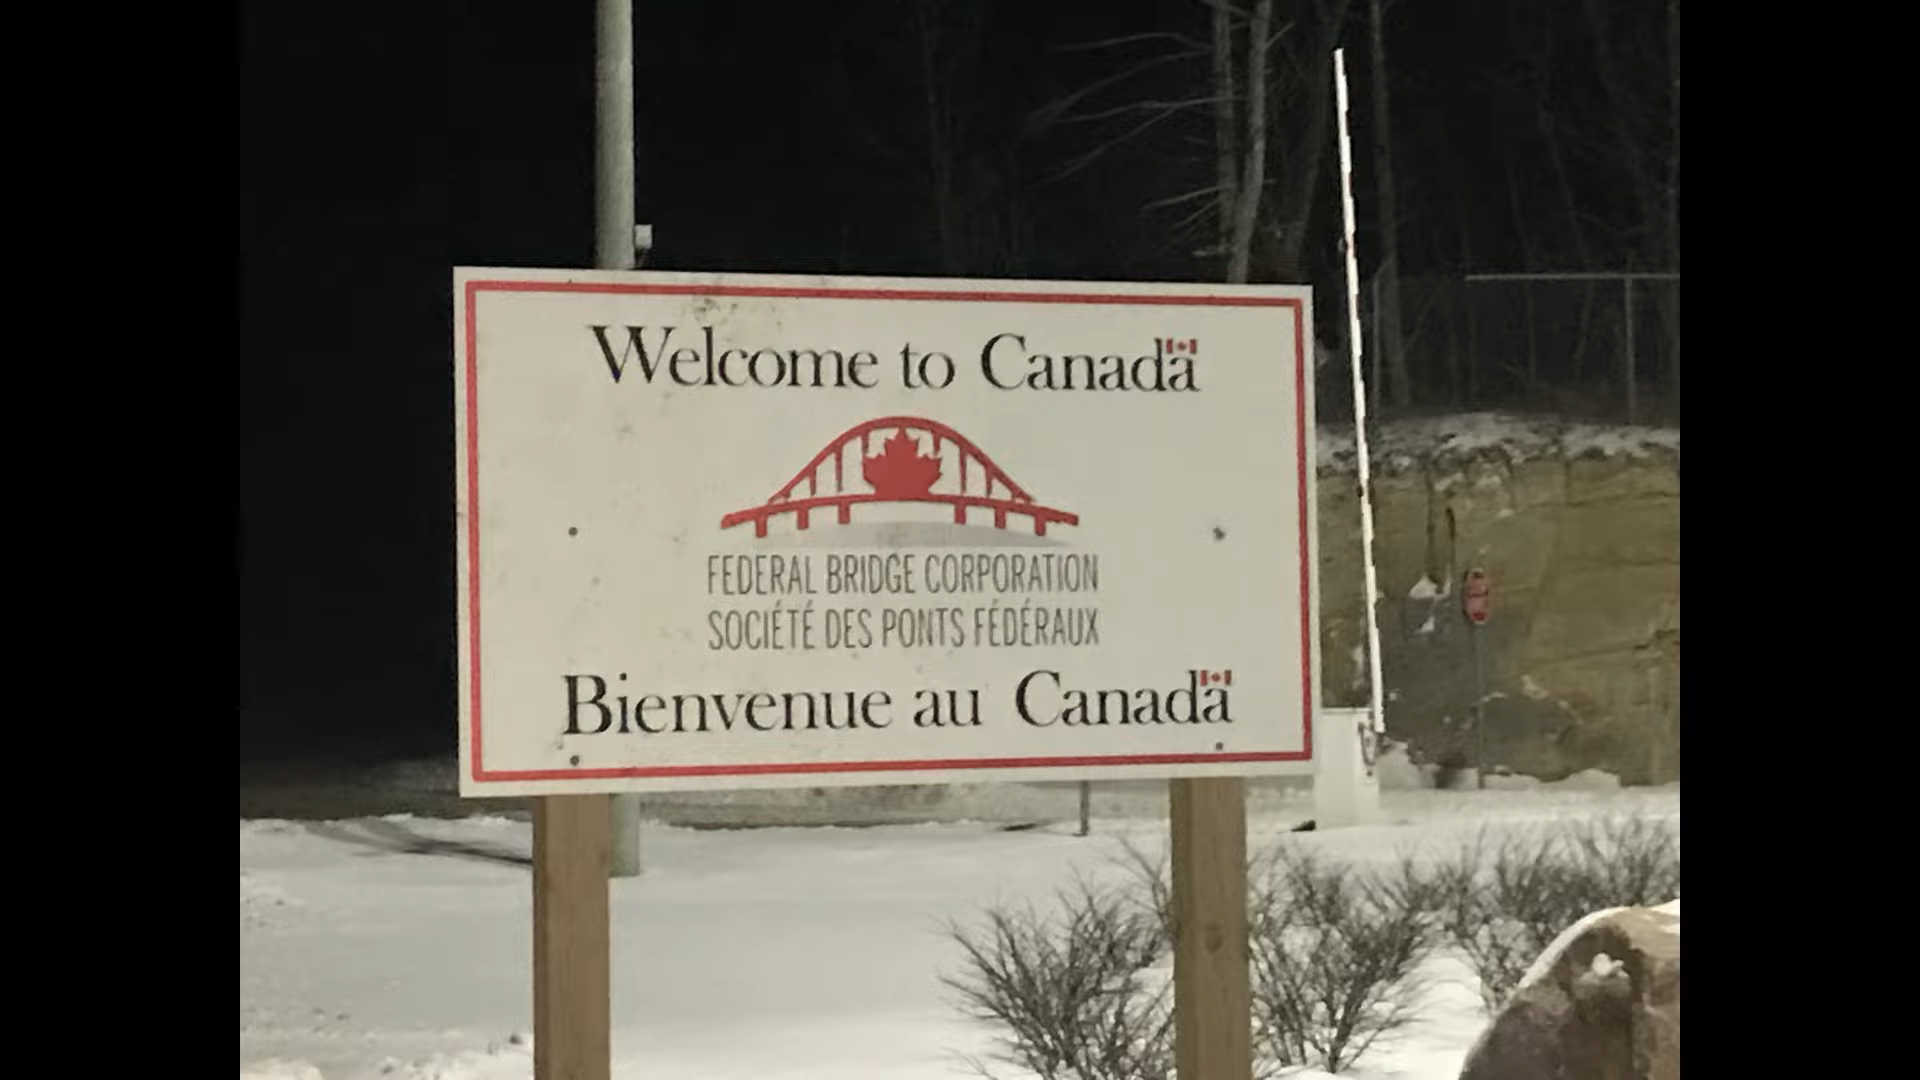 Welcome to Canada
FEDERAL BRIDGE CORPORATION
SOCIÉTÉ DES PONTS FÉDÉRAUX
Bienvenue au Canada